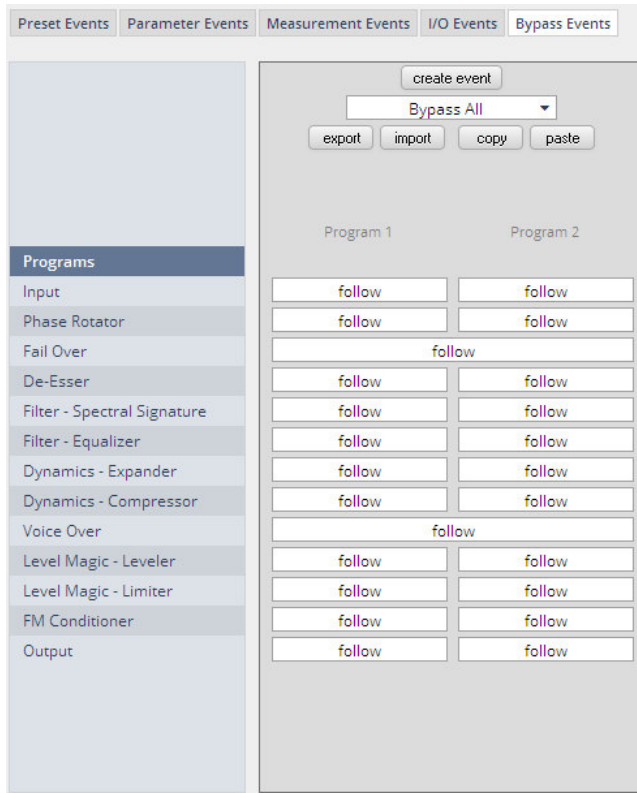 Preset Events Parameter Events Measurement Events I/O Events Bypass Events
create event
Bypass All
export import copy paste
Program 1 Program 2
Programs
Input follow follow
Phase Rotator follow follow
Fail Over follow
De-Esser follow follow
Filter - Spectral Signature follow follow
Filter - Equalizer follow follow
Dynamics - Expander follow follow
Dynamics - Compressor follow follow
Voice Over follow
Level Magic - Leveler follow follow
Level Magic - Limiter follow follow
FM Conditioner follow follow
Output follow follow